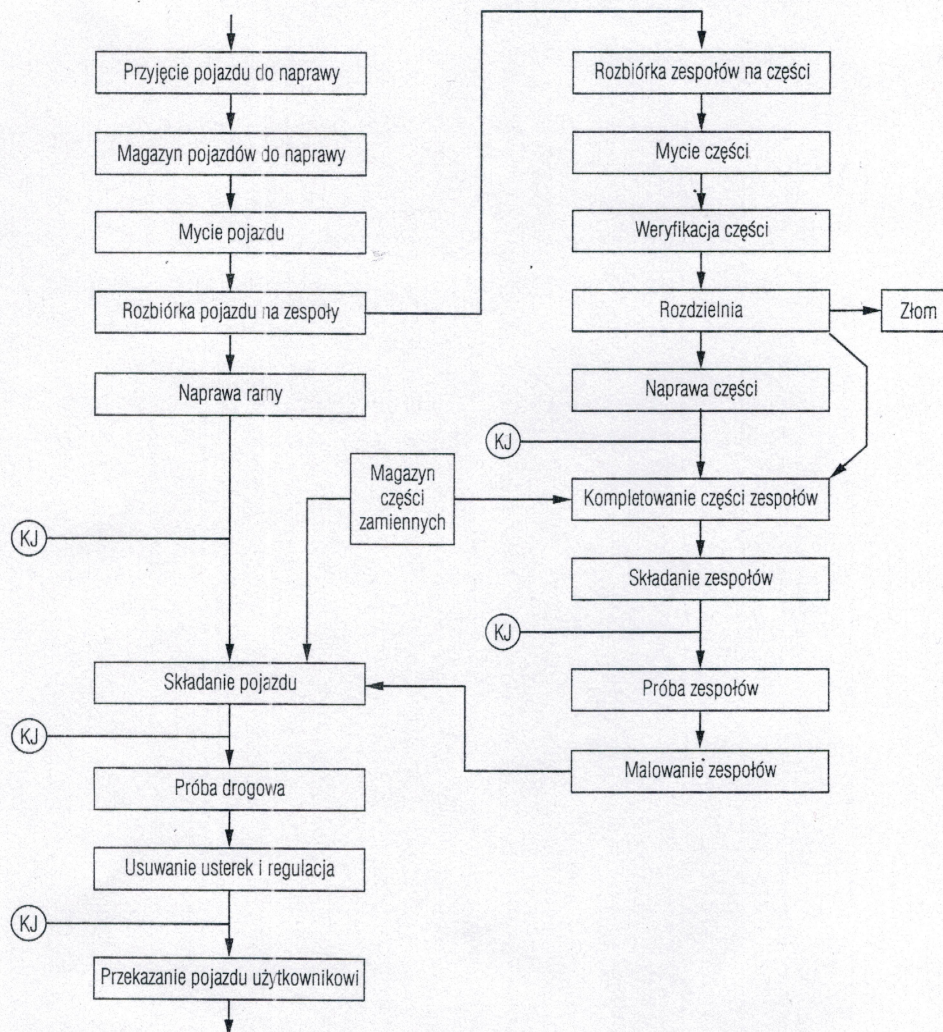 Przyjęcie pojazdu do naprawy
Magazyn pojazdów do naprawy
Mycie pojazdu
Rozbiórka pojazdu na zespoły
Naprawa ramy
KJ
Składanie pojazdu
KJ
Próba drogowa
Usuwanie usterek i regulacja
KJ
Przekazanie pojazdu użytkownikowi
Magazyn
części
zamiennych
Rozbiórka zespołów na części
Mycie części
Weryfikacja części
Rozdzielnia
Złom
Naprawa części
KJ
Kompletowanie części zespołów
Składanie zespołów
KJ
Próba zespołów
Malowanie zespołów